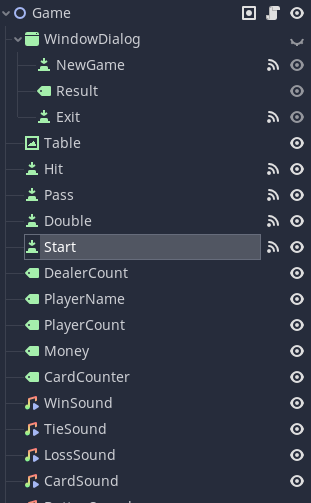 Game
WindowDialog
NewGame
Result
Exit
Table
Hit
Pass
Double
Start
DealerCount
PlayerName
PlayerCount
Money
CardCounter
WinSound
TieSound
LossSound
CardSound